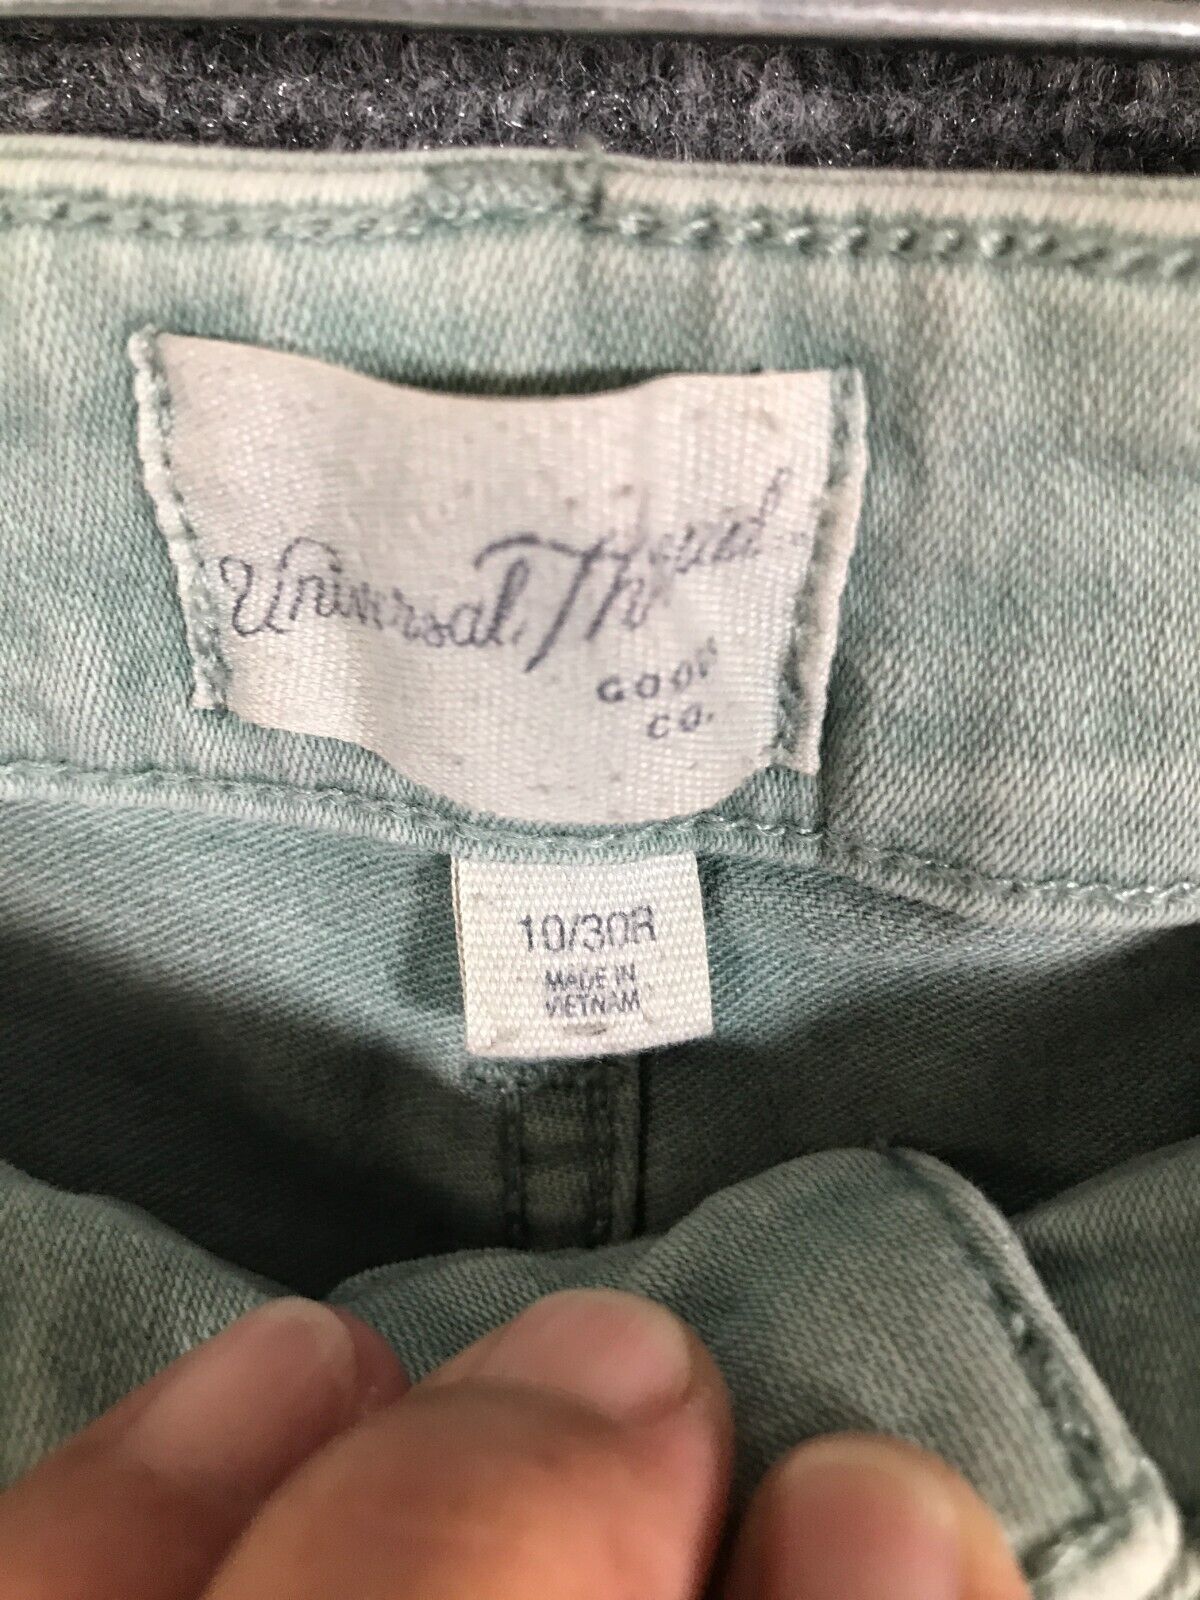 Universal Thread
GOODS
CO.
10/30R
MADE IN
VIETNAM